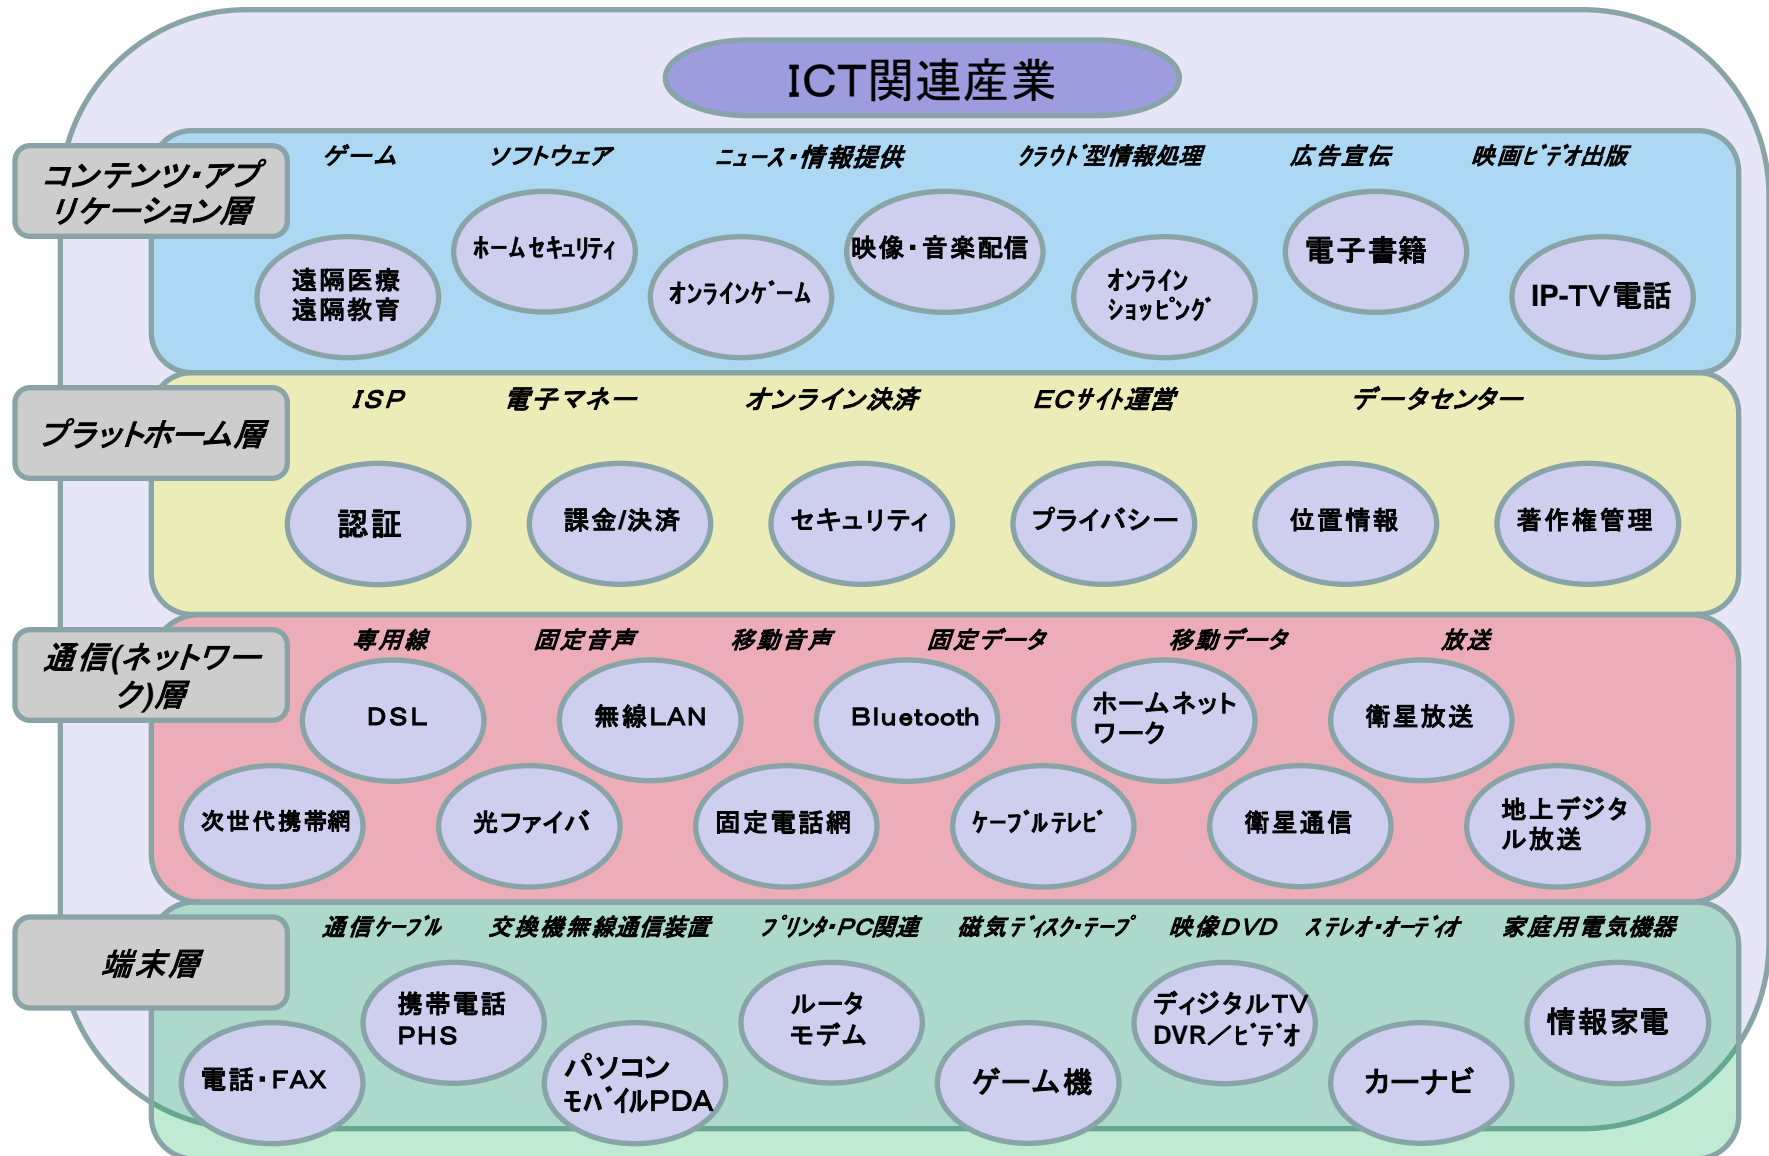 ICT関連産業
コンテンツ・アプ
リケーション層
ゲーム
ソフトウェア
ニュース・情報提供
クラウド型情報処理
広告宣伝
映画ビデオ出版
遠隔医療
遠隔教育
ホームセキュリティ
オンラインゲーム
映像・音楽配信
オンライン
ショッピング
電子書籍
IP-TV電話
プラットホーム層
ISP
電子マネー
オンライン決済
ECサイト運営
データセンター
認証
課金/決済
セキュリティ
プライバシー
位置情報
著作権管理
通信(ネットワー
ク)層
専用線
固定音声
移動音声
固定データ
移動データ
放送
DSL
無線LAN
Bluetooth
ホームネット
ワーク
衛星放送
次世代携帯網
光ファイバ
固定電話網
ケーブルテレビ
衛星通信
地上デジタ
ル放送
端末層
通信ケーブル
交換機無線通信装置
プリンタ・PC関連
磁気ディスク・テープ
映像DVD
ステレオ・オーディオ
家庭用電気機器
電話・FAX
携帯電話
PHS
パソコン
モバイルPDA
ルータ
モデム
ゲーム機
ディジタルTV
DVR／ビデオ
カーナビ
情報家電